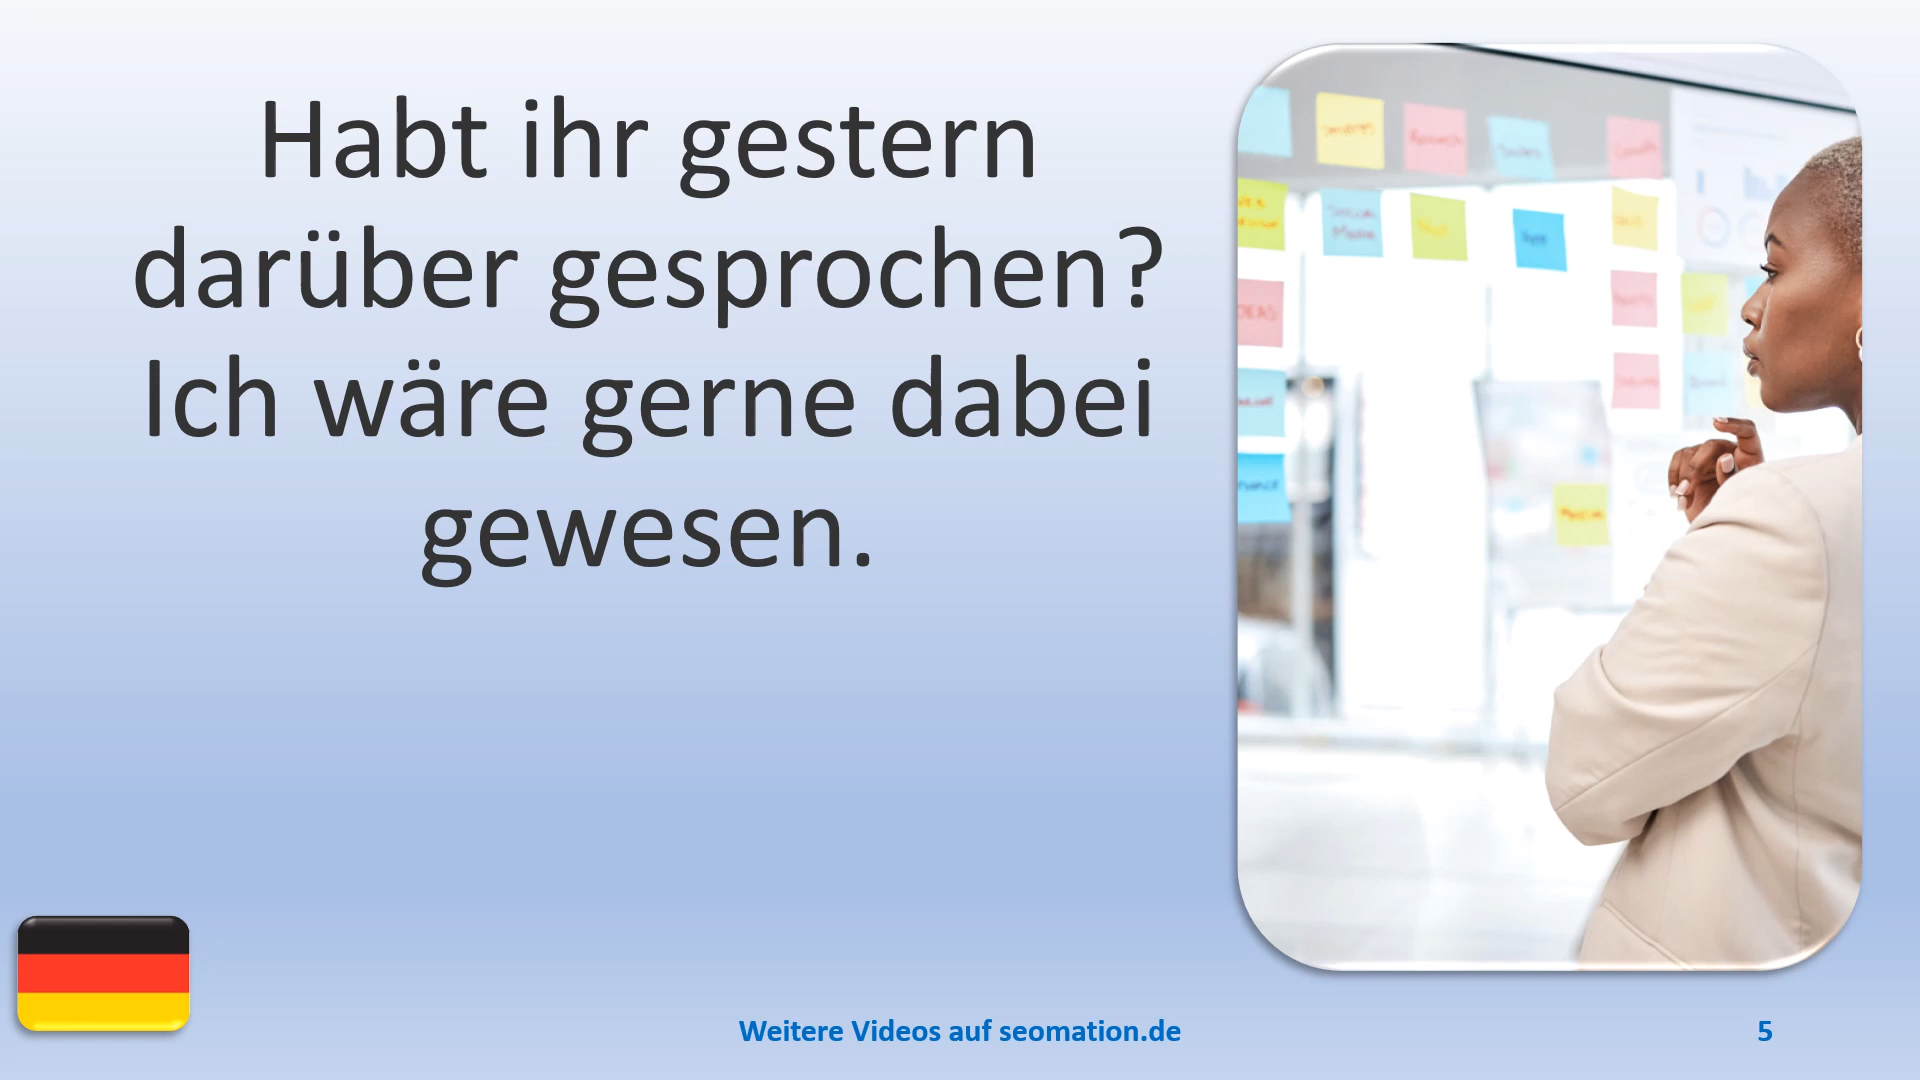 Habt ihr gestern
darüber gesprochen?
Ich wäre gerne dabei
gewesen.
Weitere Videos auf seomation.de
5